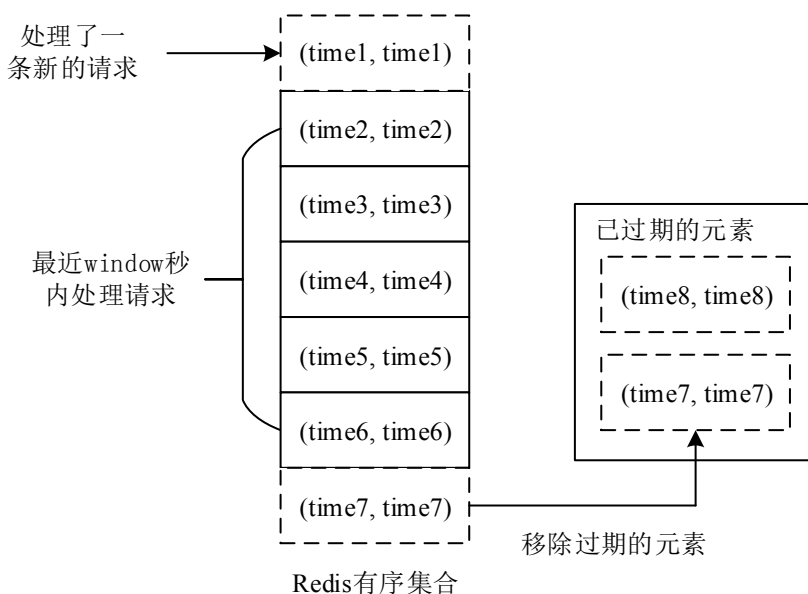 处理了一
条新的请求
(time1, time1)
(time2, time2)
(time3, time3)
(time4, time4)
(time5, time5)
(time6, time6)
(time7, time7)
最近window秒
内处理请求
已过期的元素
(time8, time8)
(time7, time7)
移除过期的元素
Redis有序集合